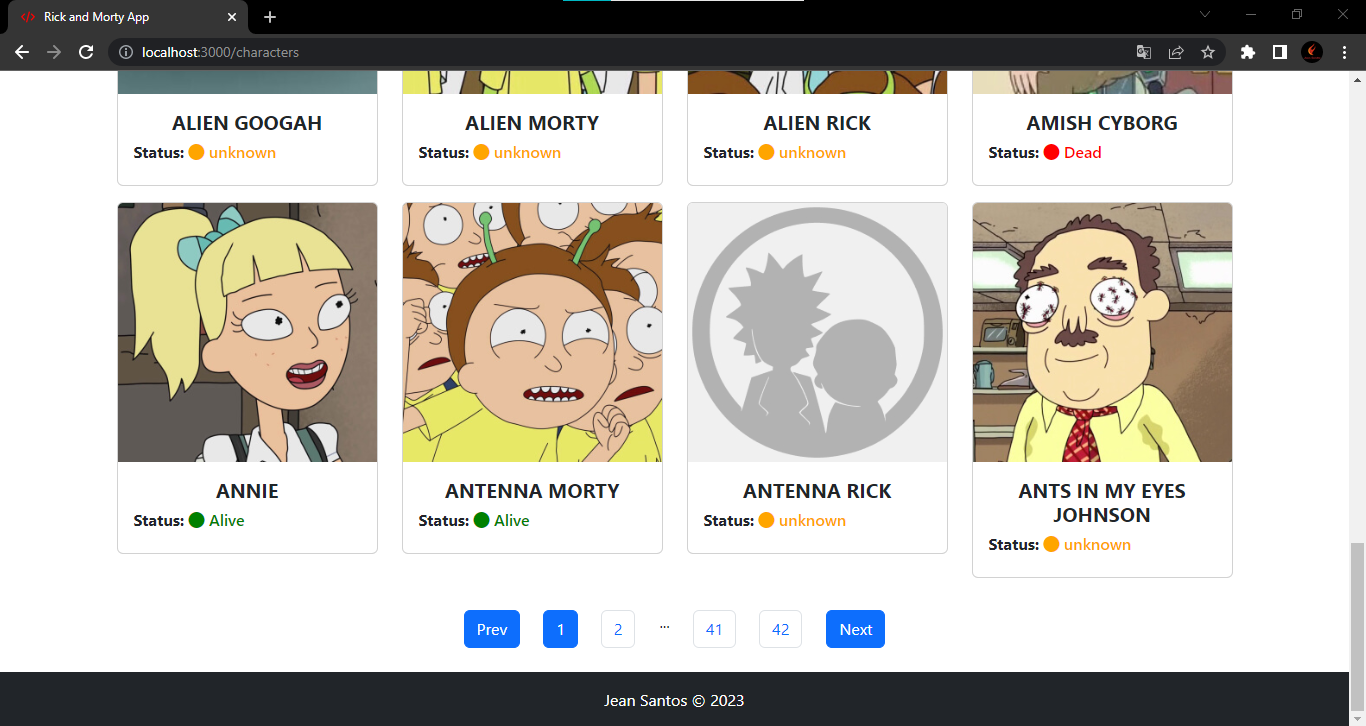 Rick and Morty App
localhost:3000/characters
ALIEN GOOGAH
Status: unknown
ALIEN MORTY
Status: unknown
ALIEN RICK
Status: unknown
AMISH CYBORG
Status: Dead
ANNIE
Status: Alive
ANTENNA MORTY
Status: Alive
ANTENNA RICK
Status: unknown
ANTS IN MY EYES
JOHNSON
Status: unknown
Prev 1 2 ... 41 42 Next
Jean Santos © 2023